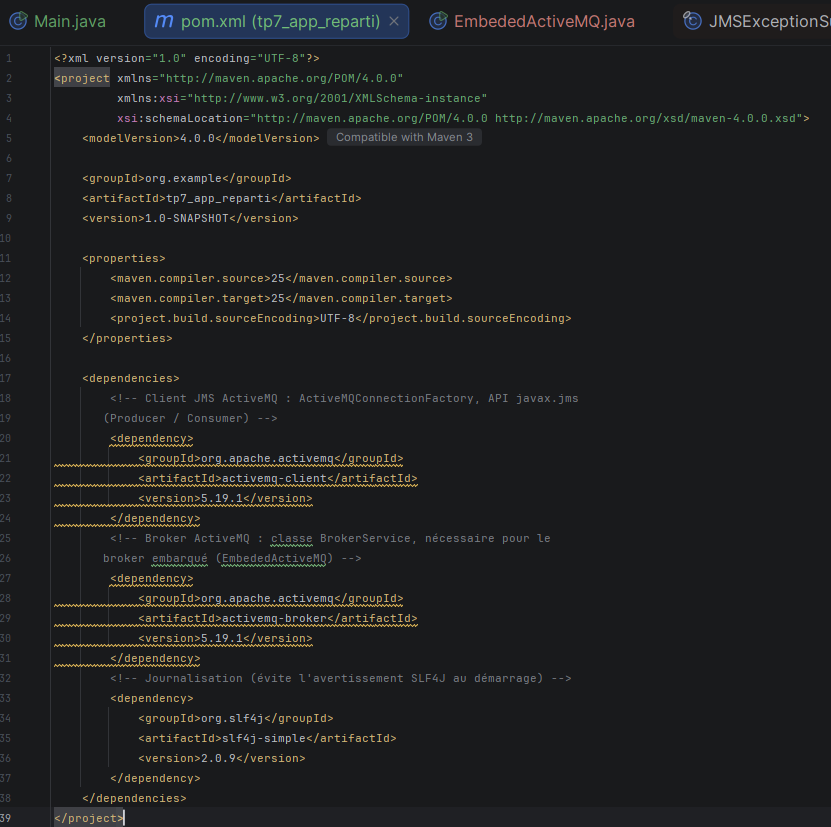 Main.java
pom.xml (tp7_app_reparti)
EmbededActiveMQ.java
JMSExceptionS
1 <?xml version="1.0" encoding="UTF-8"?>
2 <project xmlns="http://maven.apache.org/POM/4.0.0"
3 xmlns:xsi="http://www.w3.org/2001/XMLSchema-instance"
4 xsi:schemaLocation="http://maven.apache.org/POM/4.0.0 http://maven.apache.org/xsd/maven-4.0.0.xsd">
5 <modelVersion>4.0.0</modelVersion> Compatible with Maven 3
6
7 <groupId>org.example</groupId>
8 <artifactId>tp7_app_reparti</artifactId>
9 <version>1.0-SNAPSHOT</version>
10
11 <properties>
12 <maven.compiler.source>25</maven.compiler.source>
13 <maven.compiler.target>25</maven.compiler.target>
14 <project.build.sourceEncoding>UTF-8</project.build.sourceEncoding>
15 </properties>
16
17 <dependencies>
18 <!-- Client JMS ActiveMQ : ActiveMQConnectionFactory, API javax.jms
19 (Producer / Consumer) -->
20 <dependency>
21 <groupId>org.apache.activemq</groupId>
22 <artifactId>activemq-client</artifactId>
23 <version>5.19.1</version>
24 </dependency>
25 <!-- Broker ActiveMQ : classe BrokerService, nécessaire pour le
26 broker embarqué (EmbededActiveMQ) -->
27 <dependency>
28 <groupId>org.apache.activemq</groupId>
29 <artifactId>activemq-broker</artifactId>
30 <version>5.19.1</version>
31 </dependency>
32 <!-- Journalisation (évite l'avertissement SLF4J au démarrage) -->
33 <dependency>
34 <groupId>org.slf4j</groupId>
35 <artifactId>slf4j-simple</artifactId>
36 <version>2.0.9</version>
37 </dependency>
38 </dependencies>
39 </project>